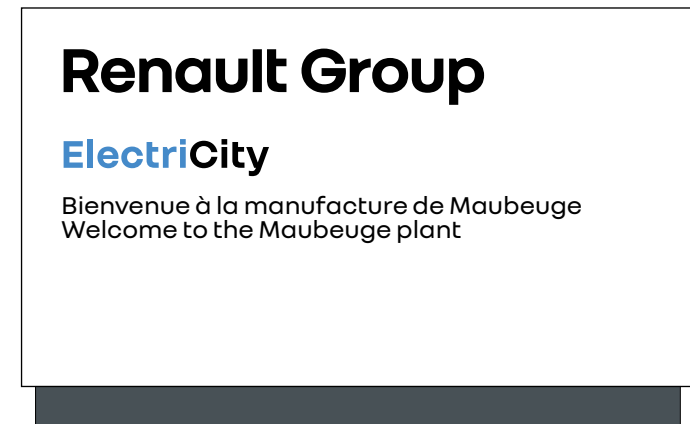 Renault Group
ElectriCity
Bienvenue à la manufacture de Maubeuge
Welcome to the Maubeuge plant